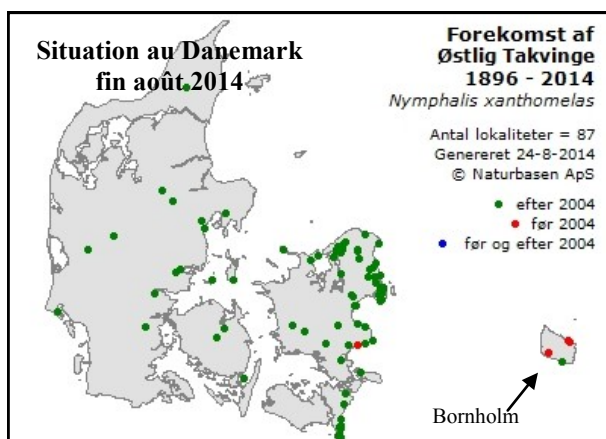 Situation au Danemark
fin août 2014
Forekomst af
Østlig Takvinge
1896 - 2014
Nymphalis xanthomelas
Antal lokaliteter = 87
Genereret 24-8-2014
© Naturbasen ApS
efter 2004
før 2004
før og efter 2004
Bornholm